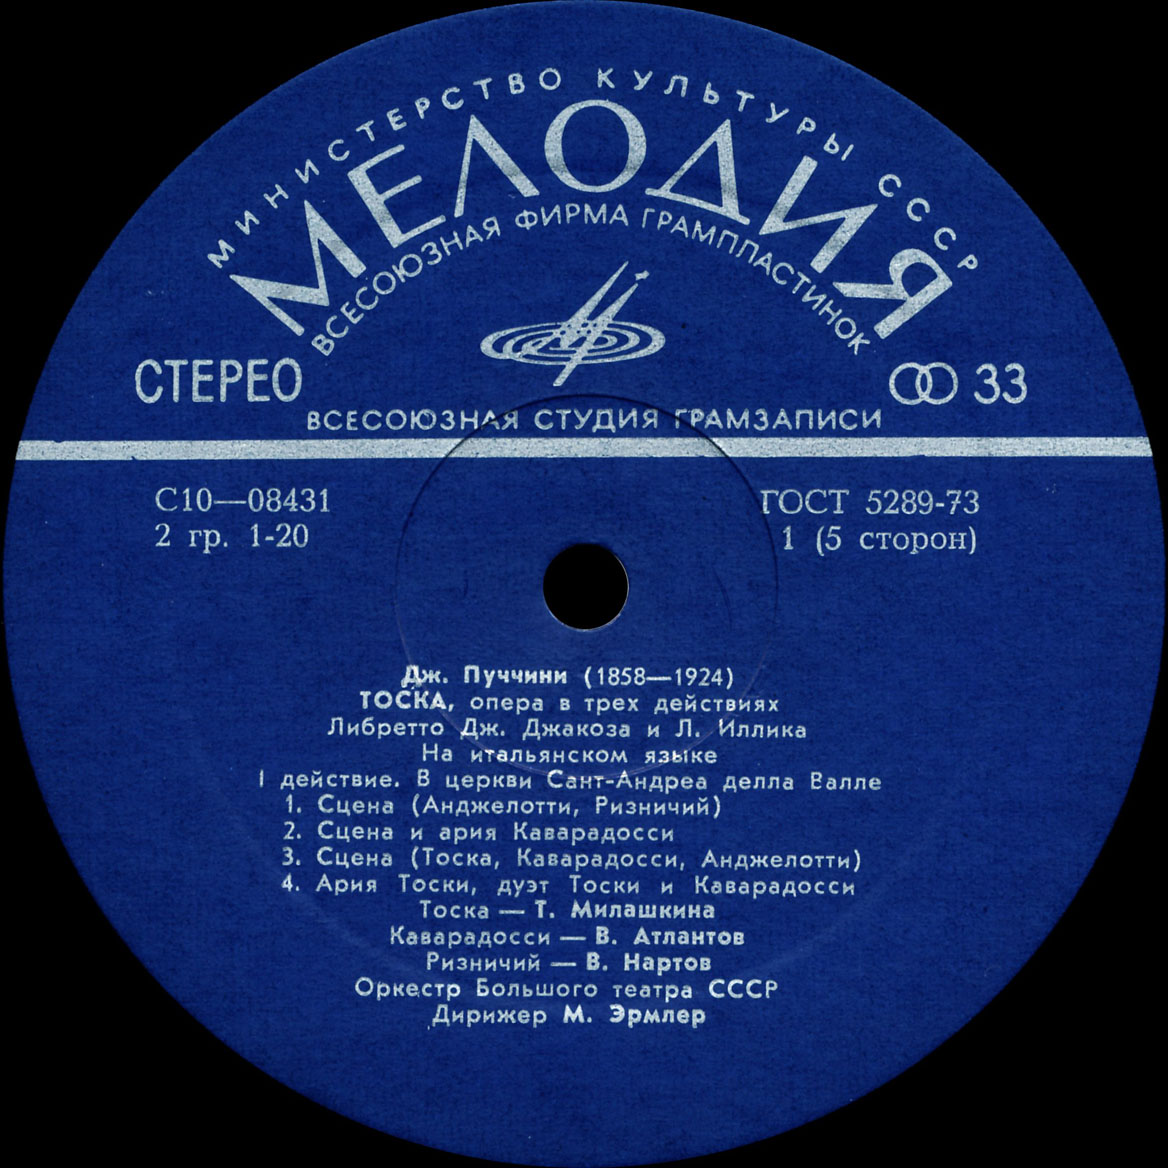 МИНИСТЕРСТВО КУЛЬТУРЫ СССР
МЕЛОДИЯ
ВСЕСОЮЗНАЯ ФИРМА ГРАМПЛАСТИНОК
СТЕРЕО
33
ВСЕСОЮЗНАЯ СТУДИЯ ГРАМЗАПИСИ
С10—08431
ГОСТ 5289-73
2 гр. 1-20
1 (5 сторон)
Дж. Пуччини (1858—1924)
ТОСКА, опера в трех действиях
Либретто Дж. Джакоза и Л. Иллика
На итальянском языке
I действие. В церкви Сант-Андреа делла Валле
1. Сцена (Анджелотти, Ризничий)
2. Сцена и ария Каварадосси
3. Сцена (Тоска, Каварадосси, Анджелотти)
4. Ария Тоски, дуэт Тоски и Каварадосси
Тоска — Т. Милашкина
Каварадосси — В. Атлантов
Ризничий — В. Нартов
Оркестр Большого театра СССР
Дирижер М. Эрмлер